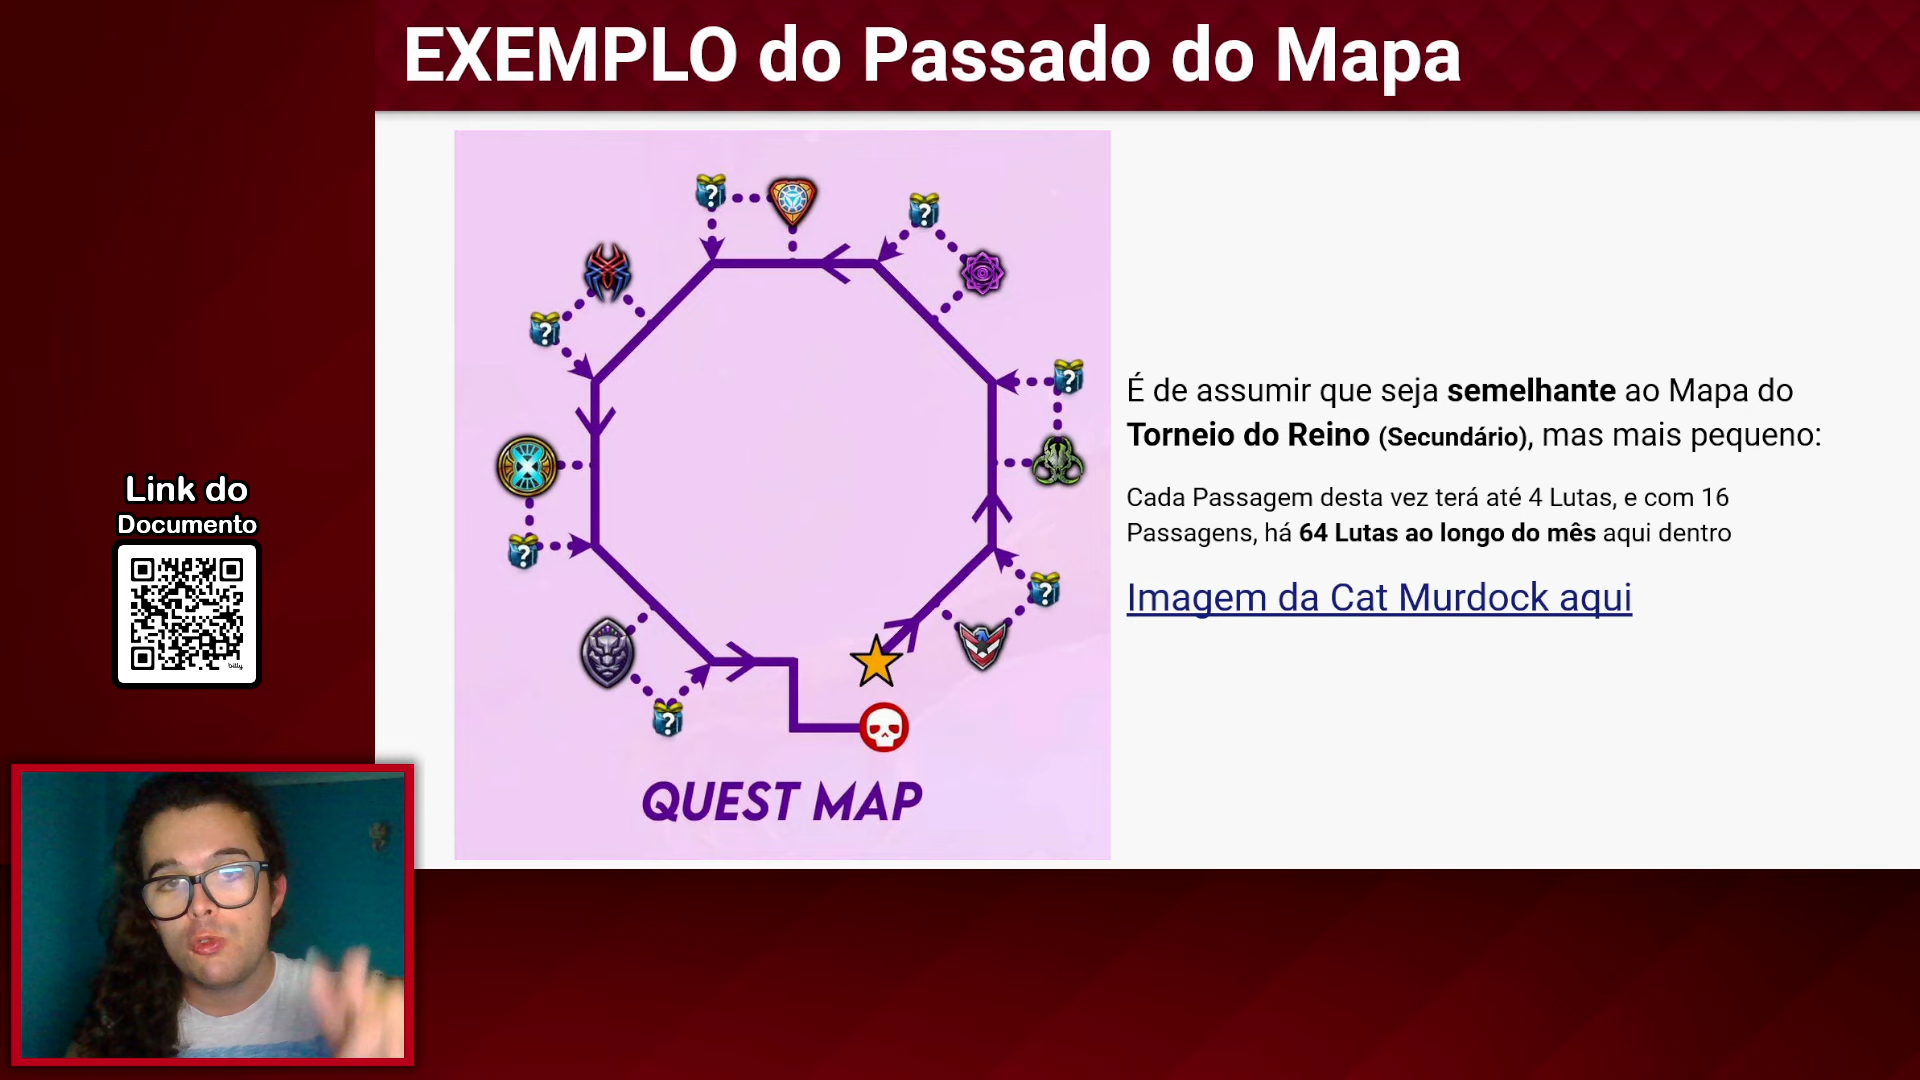 EXEMPLO do Passado do Mapa
?
?
?
?
?
?
?
?
É de assumir que seja semelhante ao Mapa do
Torneio do Reino (Secundário), mas mais pequeno:
Cada Passagem desta vez terá até 4 Lutas, e com 16
Passagens, há 64 Lutas ao longo do mês aqui dentro
Imagem da Cat Murdock aqui
Link do
Documento
bitly
QUEST MAP